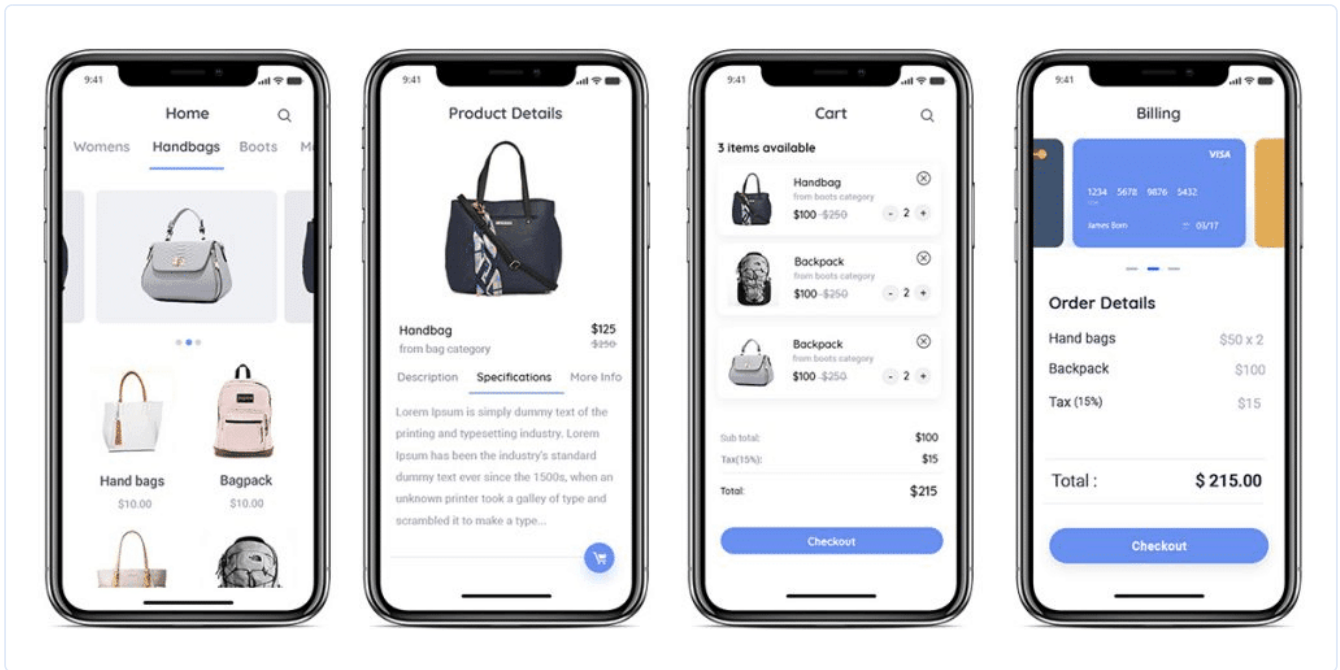 9:41
Home
Womens Handbags Boots M
Hand bags Bagpack
$10.00 $10.00
9:41
Product Details
Handbag $125
from bag category $250
Description Specifications More Info
Lorem Ipsum is simply dummy text of the
printing and typesetting industry. Lorem
Ipsum has been the industry's standard
dummy text ever since the 1500s, when an
unknown printer took a galley of type and
scrambled it to make a type...
9:41
Cart
3 items available
Handbag
from boots category
$100 $250 - 2 +
Backpack
from boots category
$100 $250 - 2 +
Backpack
from boots category
$100 $250 - 2 +
Sub total: $100
Tax(15%): $15
Total: $215
Checkout
9:41
Billing
VISA
1234 5678 9876 5432
James Born 05/17
Order Details
Hand bags $50 x 2
Backpack $100
Tax (15%) $15
Total : $ 215.00
Checkout